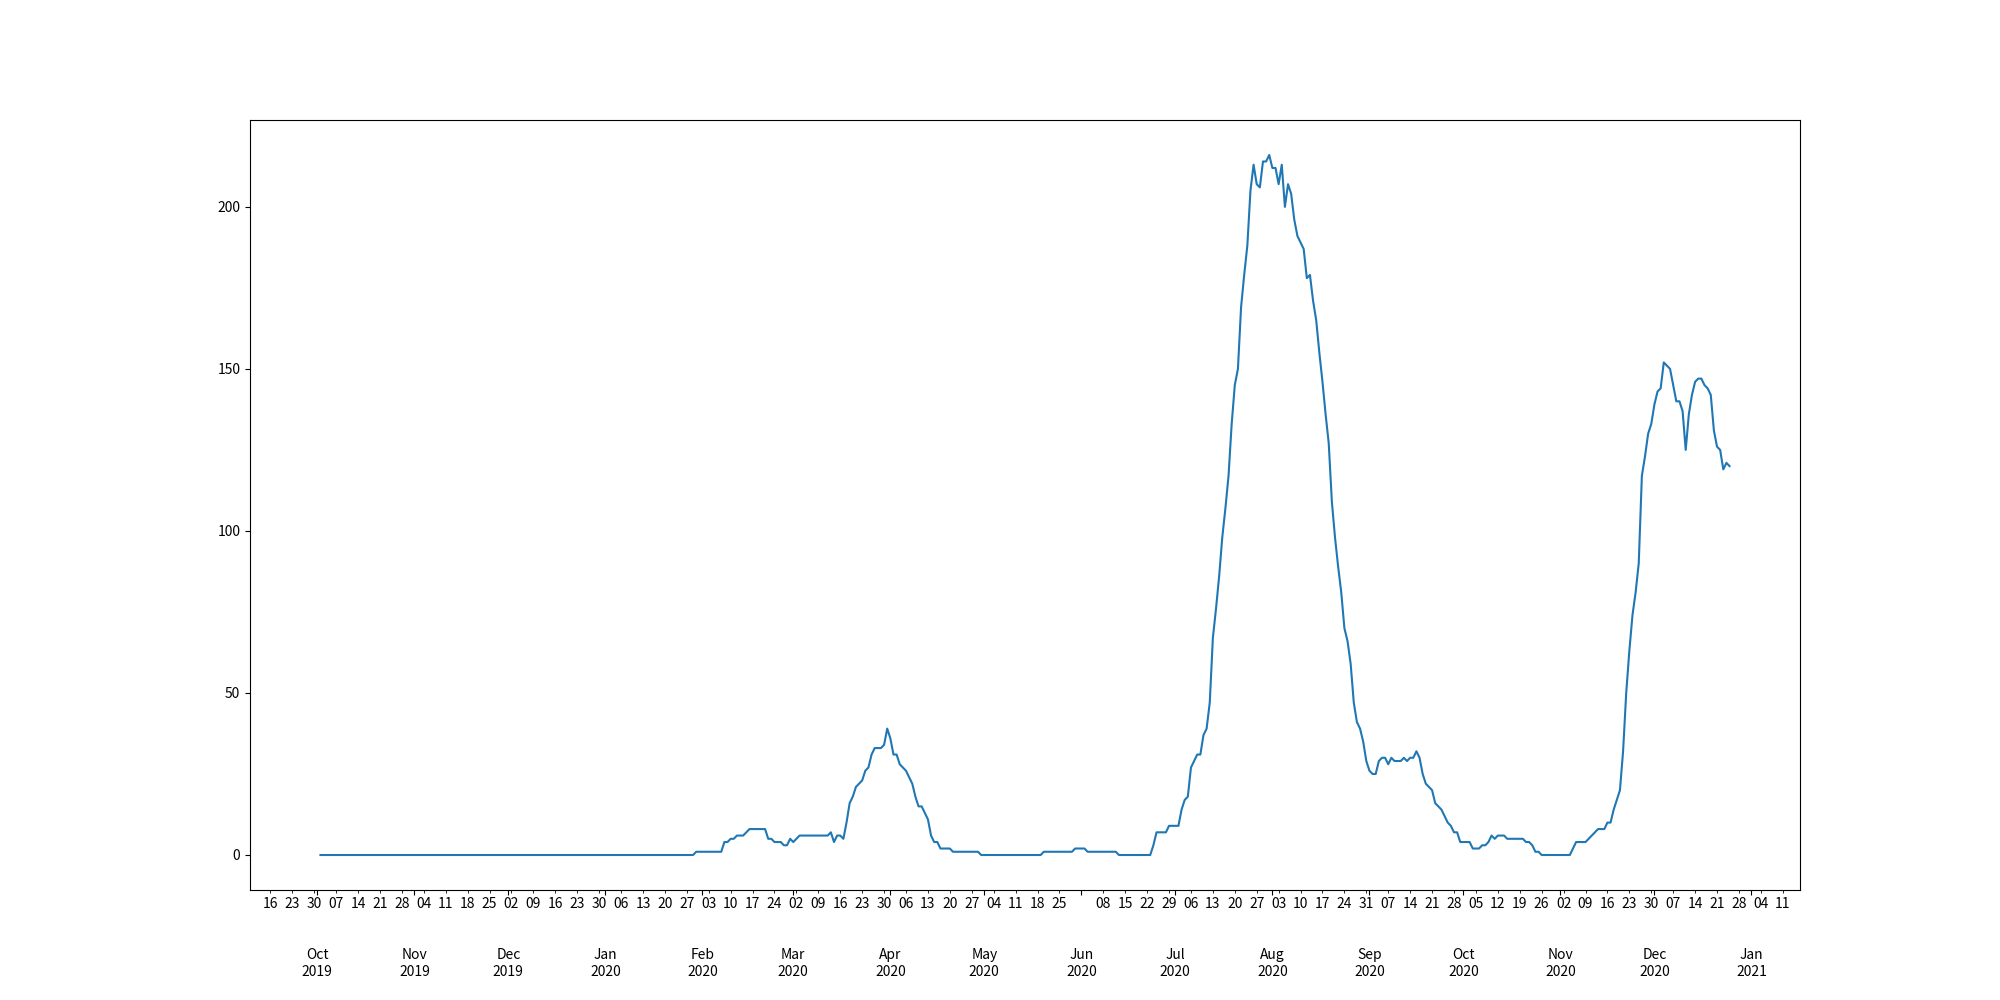 200
150
100
50
0
16 23 30 07 14 21 28 04 11 18 25 02 09 16 23 30 06 13 20 27 03 10 17 24 02 09 16 23 30 06 13 20 27 04 11 18 25 08 15 22 29 06 13 20 27 03 10 17 24 31 07 14 21 28 05 12 19 26 02 09 16 23 30 07 14 21 28 04 11
Oct Nov Dec Jan Feb Mar Apr May Jun Jul Aug Sep Oct Nov Dec Jan
2019 2019 2019 2020 2020 2020 2020 2020 2020 2020 2020 2020 2020 2020 2020 2021